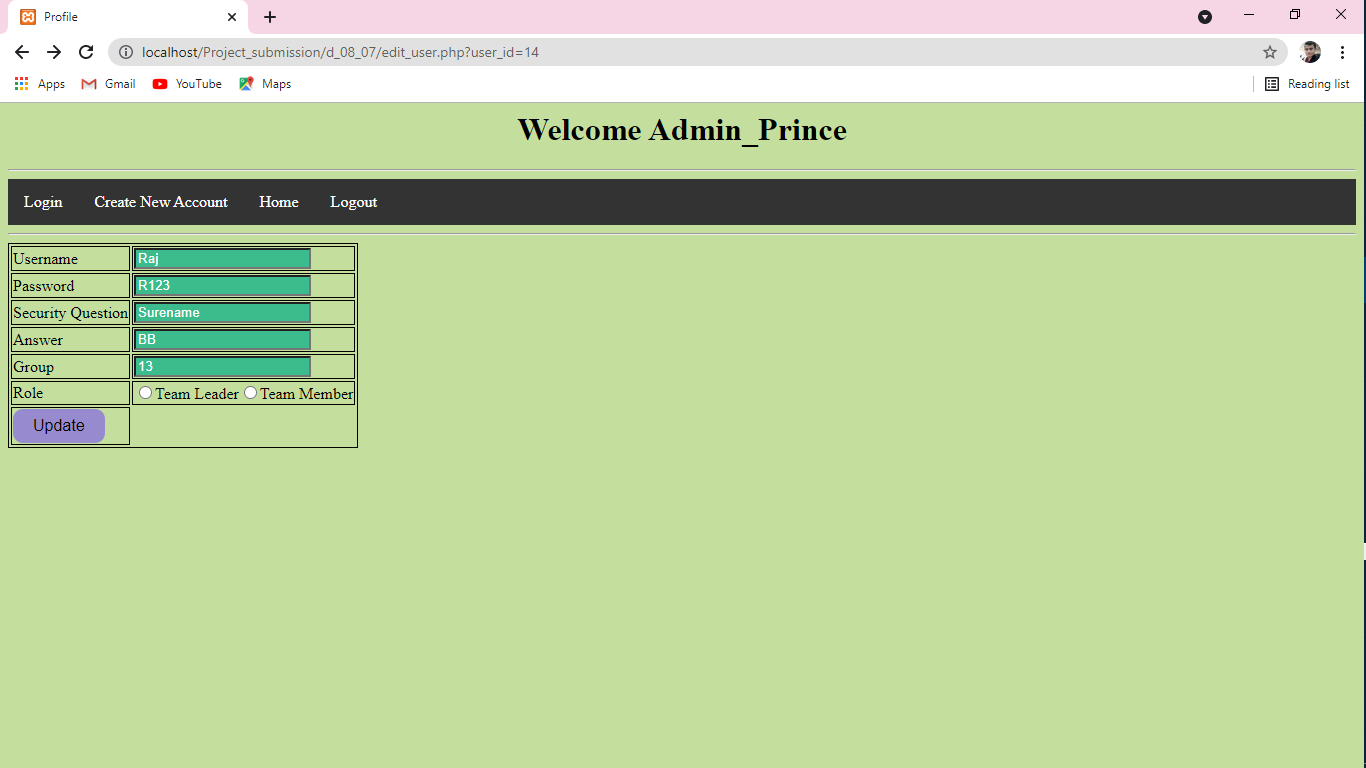 Profile
localhost/Project_submission/d_08_07/edit_user.php?user_id=14
Apps Gmail YouTube Maps Reading list
Welcome Admin_Prince
Login Create New Account Home Logout
Username Raj
Password R123
Security Question Surename
Answer BB
Group 13
Role Team Leader Team Member
Update